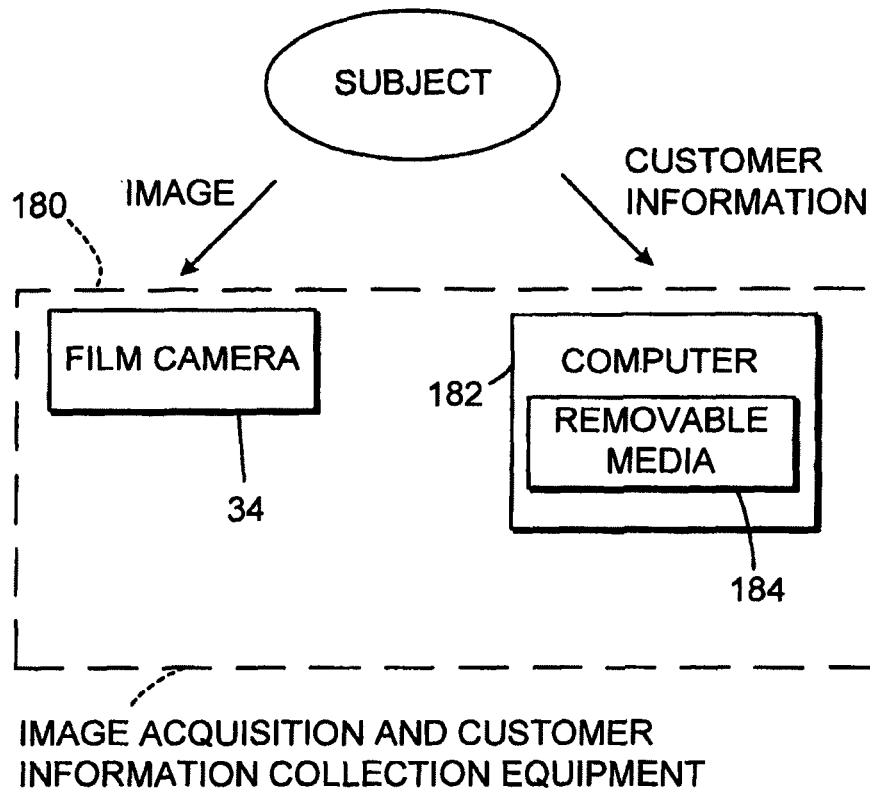 SUBJECT
IMAGE
CUSTOMER
INFORMATION
180
FILM CAMERA
34
COMPUTER
182
REMOVABLE
MEDIA
184
IMAGE ACQUISITION AND CUSTOMER
INFORMATION COLLECTION EQUIPMENT